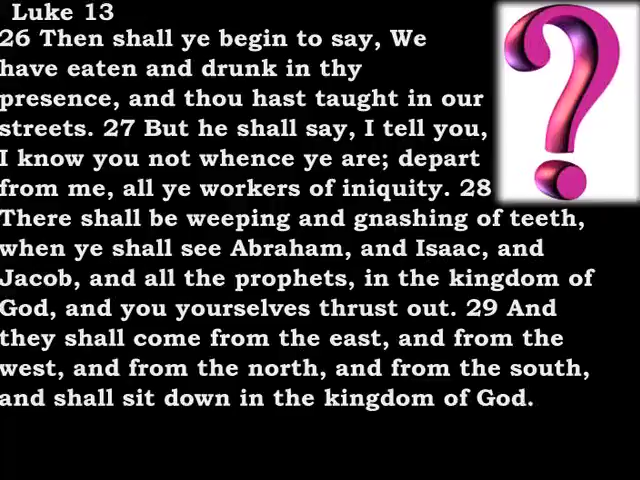 Luke 13
26 Then shall ye begin to say, We
have eaten and drunk in thy
presence, and thou hast taught in our
streets. 27 But he shall say, I tell you,
I know you not whence ye are; depart
from me, all ye workers of iniquity. 28
There shall be weeping and gnashing of teeth,
when ye shall see Abraham, and Isaac, and
Jacob, and all the prophets, in the kingdom of
God, and you yourselves thrust out. 29 And
they shall come from the east, and from the
west, and from the north, and from the south,
and shall sit down in the kingdom of God.
?